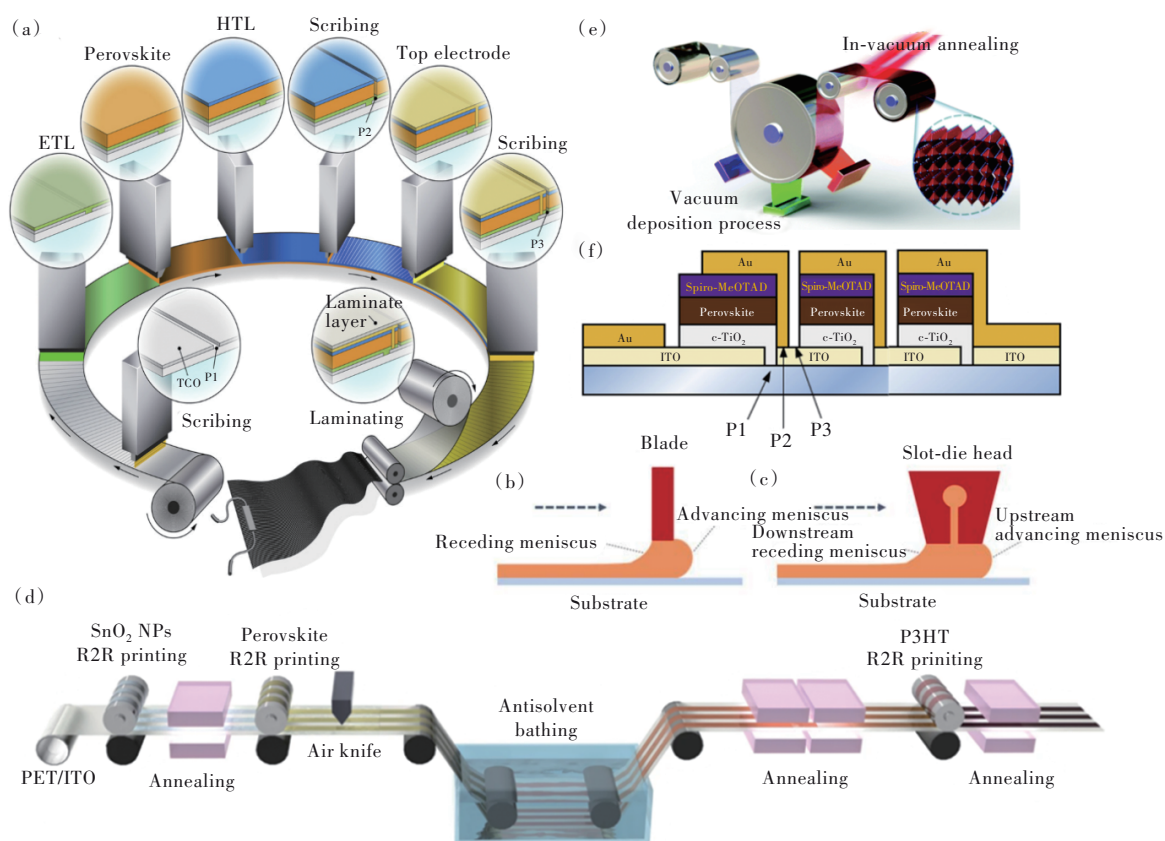 (a)
HTL
Scribing
Perovskite
Top electrode
P2
ETL
Scribing
P3
TCO
P1
Scribing
Laminate
layer
Laminating
(e)
In-vacuum annealing
Vacuum
deposition process
(f)
Au
Au
Au
Spiro-MeOTAD
Spiro-MeOTAD
Spiro-MeOTAD
Perovskite
Perovskite
Perovskite
Au
c-TiO2
c-TiO2
c-TiO2
ITO
ITO
ITO
ITO
P1
P2
P3
(b)
Blade
Advancing meniscus
Receding meniscus
Substrate
(c)
Slot-die head
Upstream
advancing meniscus
Downstream
receding meniscus
Substrate
(d)
SnO2 NPs
R2R printing
Perovskite
R2R printing
Antisolvent
bathing
P3HT
R2R priniting
PET/ITO
Annealing
Air knife
Annealing
Annealing